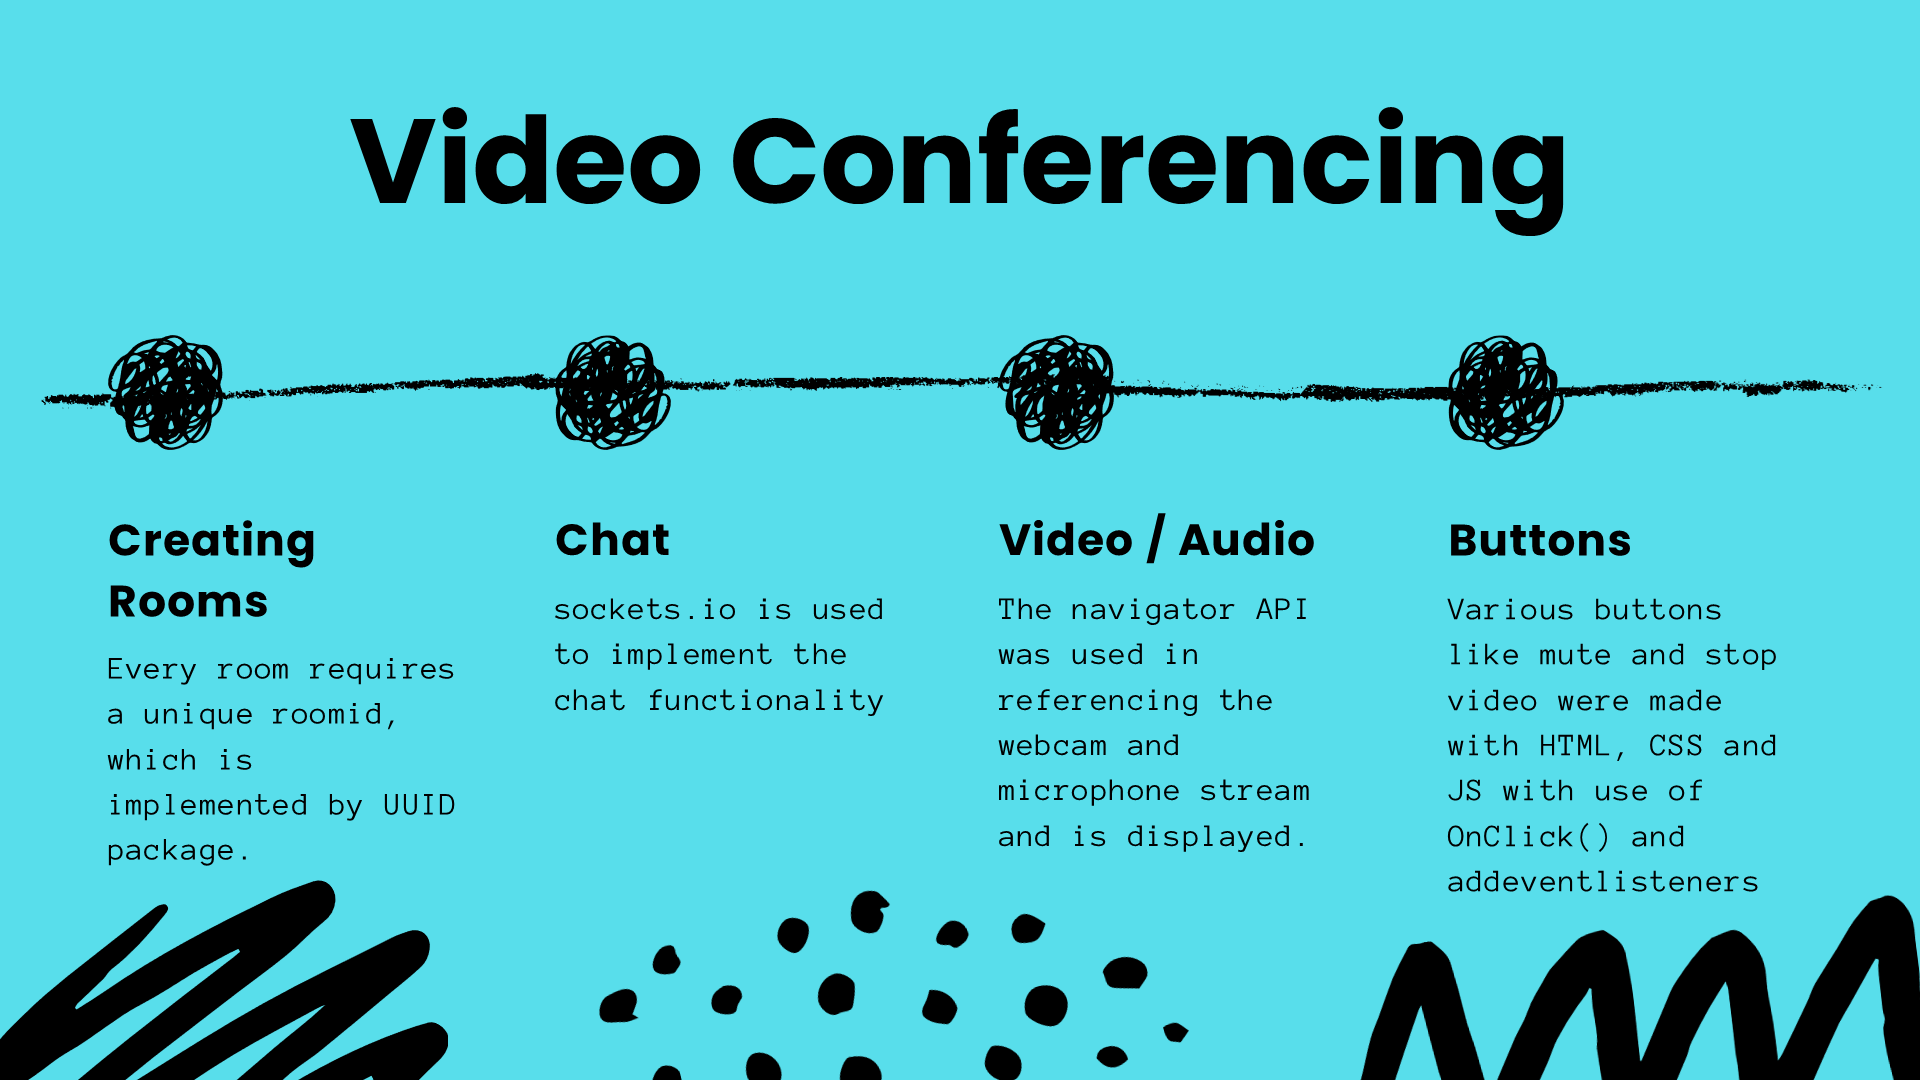 Video Conferencing
Creating
Rooms
Every room requires
a unique roomid,
which is
implemented by UUID
package.
Chat
sockets.io is used
to implement the
chat functionality
Video / Audio
The navigator API
was used in
referencing the
webcam and
microphone stream
and is displayed.
Buttons
Various buttons
like mute and stop
video were made
with HTML, CSS and
JS with use of
OnClick() and
addeventlisteners